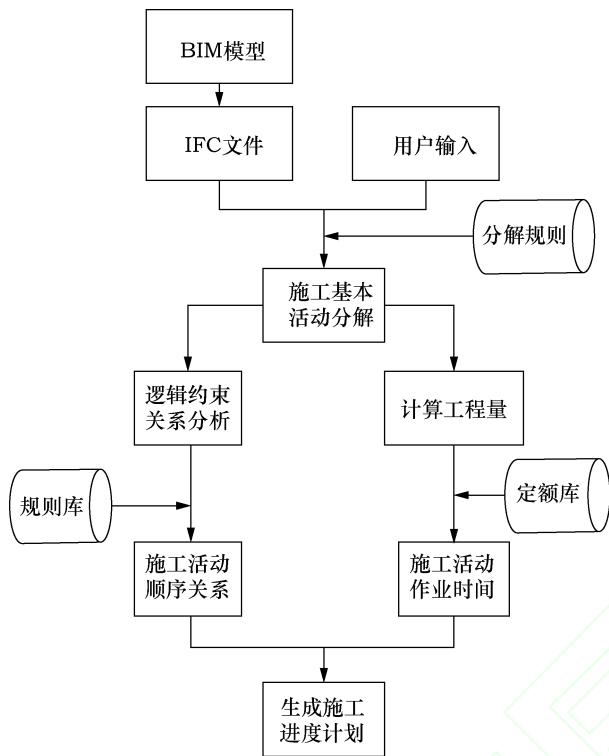 BIM模型
IFC文件
用户输入
分解规则
施工基本
活动分解
逻辑约束
关系分析
计算工程量
规则库
定额库
施工活动
顺序关系
施工活动
作业时间
生成施工
进度计划